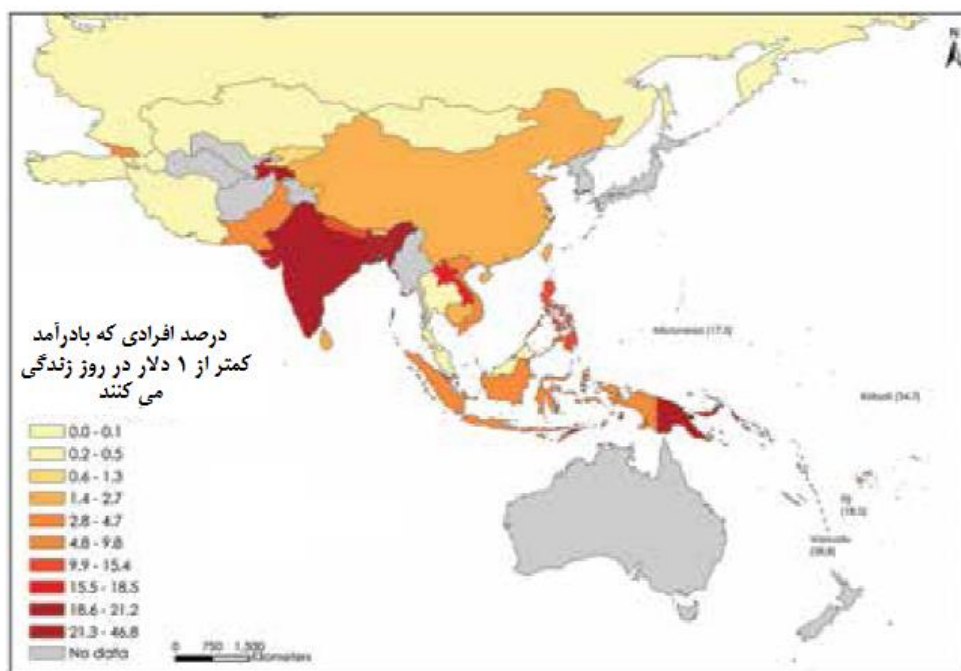 N
Micronesia (17.3)
Kiribati (14.7)
Fiji
(18.5)
Vanuatu
درصد افرادی که بادرآمد
کمتر از ۱ دلار در روز زندگی
می کنند
0.0 - 0.1
0.2 - 0.5
0.6 - 1.3
1.4 - 2.7
2.8 - 4.7
4.8 - 9.8
9.9 - 15.4
15.5 - 18.5
18.6 - 21.2
21.3 - 46.8
No data
0 750 1,500
Kilometers